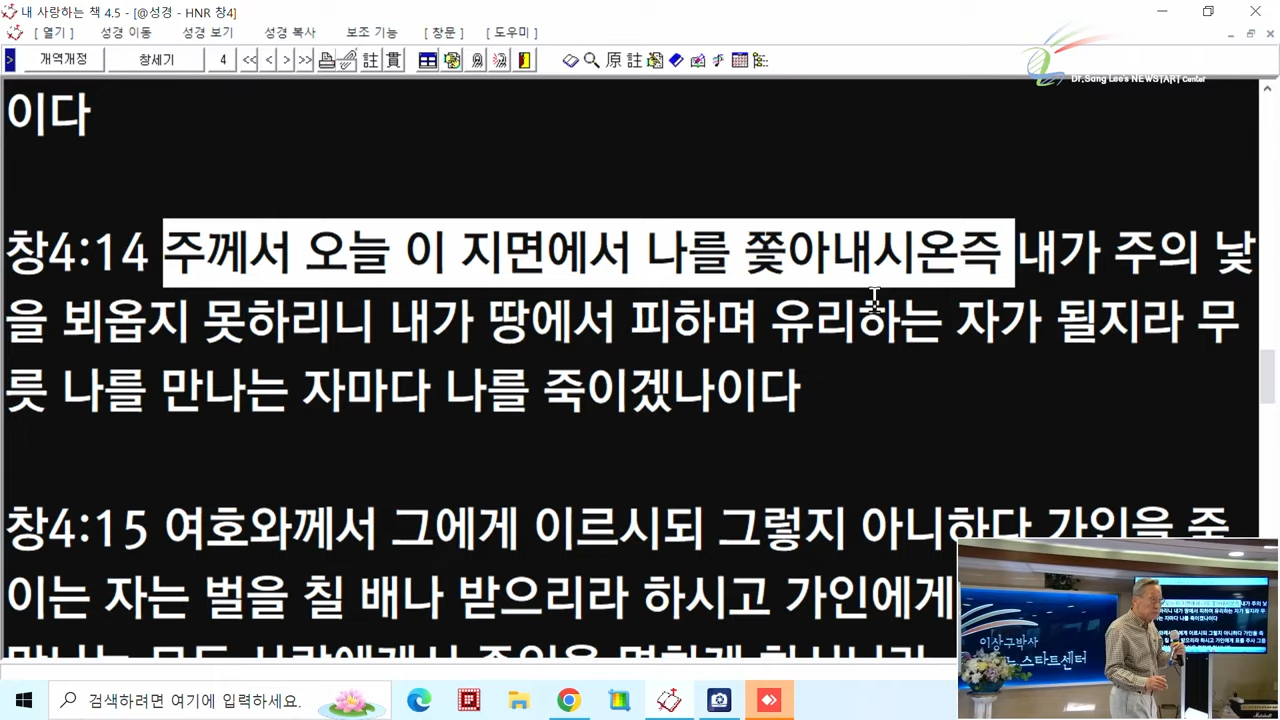 내 사랑하는 책 4.5 - [@성경 - HNR 창4]
[ 열기 ] 성경 이동 성경 보기 성경 복사 보조 기능 [ 창문 ] [ 도우미 ]
> 개역개정 창세기 4 << < > >> 註 貫 原 註
Dr. Sang Lee's NEWSTART Center
이다
창4:14 주께서 오늘 이 지면에서 나를 쫓아내시온즉 내가 주의 낯
을 뵈옵지 못하리니 내가 땅에서 피하며 유리하는 자가 될지라 무
릇 나를 만나는 자마다 나를 죽이겠나이다
창4:15 여호와께서 그에게 이르시되 그렇지 아니하다 가인을 죽
이는 자는 벌을 칠 배나 받으리라 하시고 가인에게
이상구박사
스타트센터
검색하려면 여기에 입력하세요.